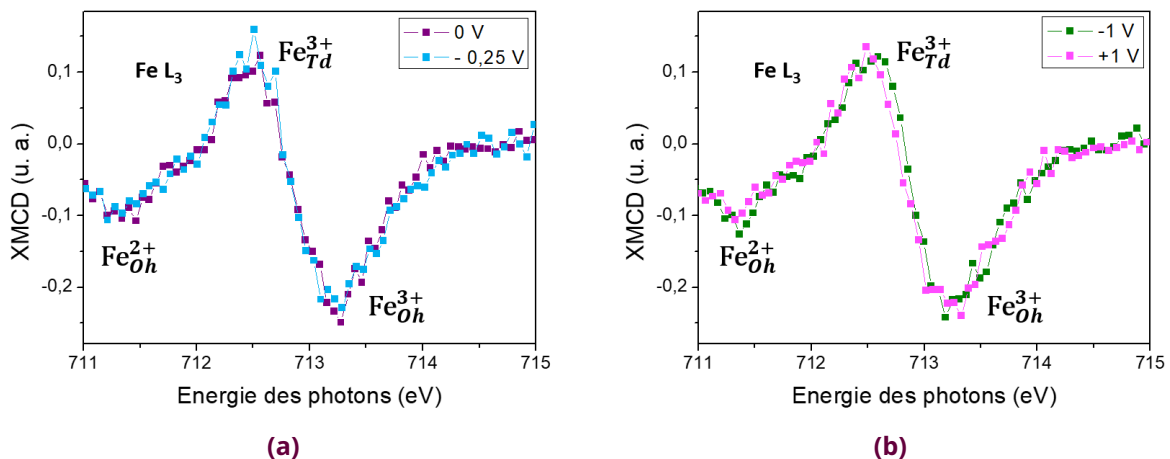 0 V
- 0,25 V
Fe L₃
Fe³⁺Td
Fe²⁺Oh
Fe³⁺Oh
0,1
0,0
-0,1
-0,2
XMCD (u. a.)
711 712 713 714 715
Energie des photons (eV)
(a)
-1 V
+1 V
Fe L₃
Fe³⁺Td
Fe²⁺Oh
Fe³⁺Oh
0,1
0,0
-0,1
-0,2
XMCD (u. a.)
711 712 713 714 715
Energie des photons (eV)
(b)